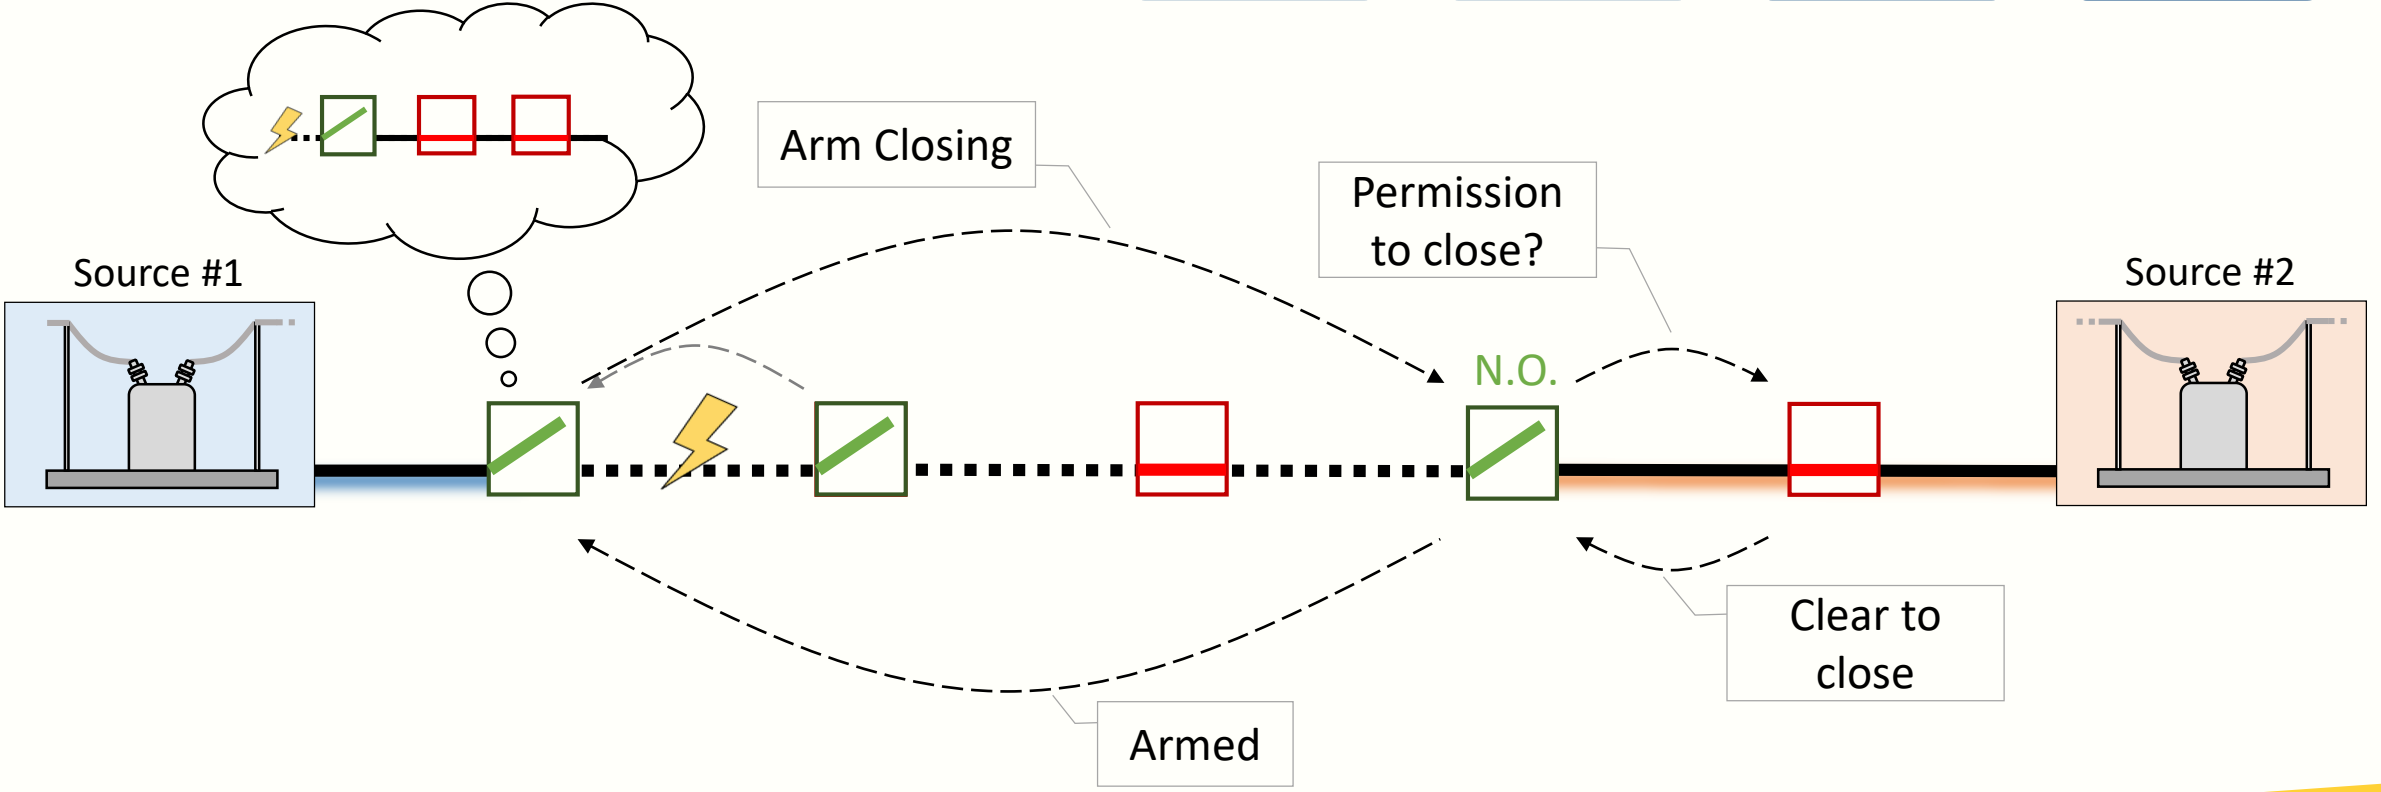 Arm Closing
Permission
to close?
Source #1
Source #2
N.O.
Clear to
close
Armed